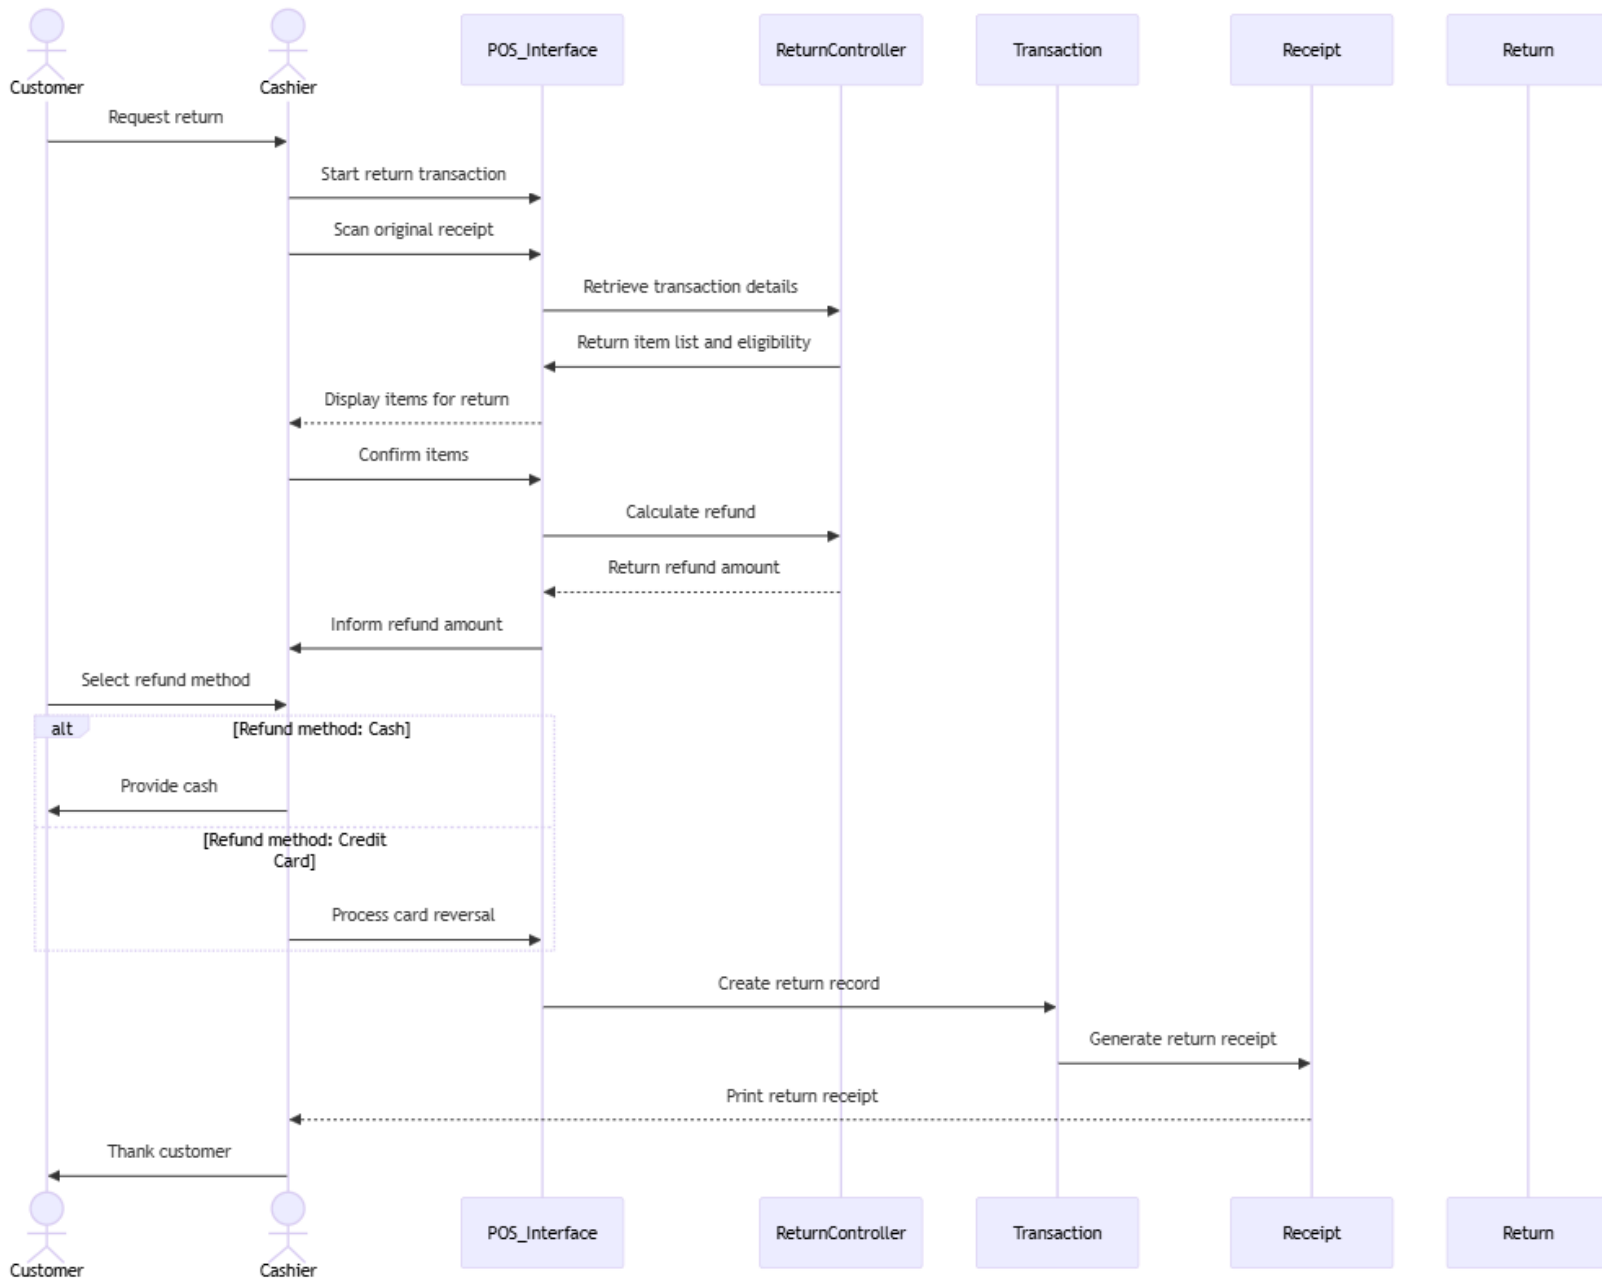 POS_Interface
ReturnController
Transaction
Receipt
Return
Customer
Cashier
Request return
Start return transaction
Scan original receipt
Retrieve transaction details
Return item list and eligibility
Display items for return
Confirm items
Calculate refund
Return refund amount
Inform refund amount
Select refund method
alt
[Refund method: Cash]
Provide cash
[Refund method: Credit
Card]
Process card reversal
Create return record
Generate return receipt
Print return receipt
Thank customer
POS_Interface
ReturnController
Transaction
Receipt
Return
Customer
Cashier